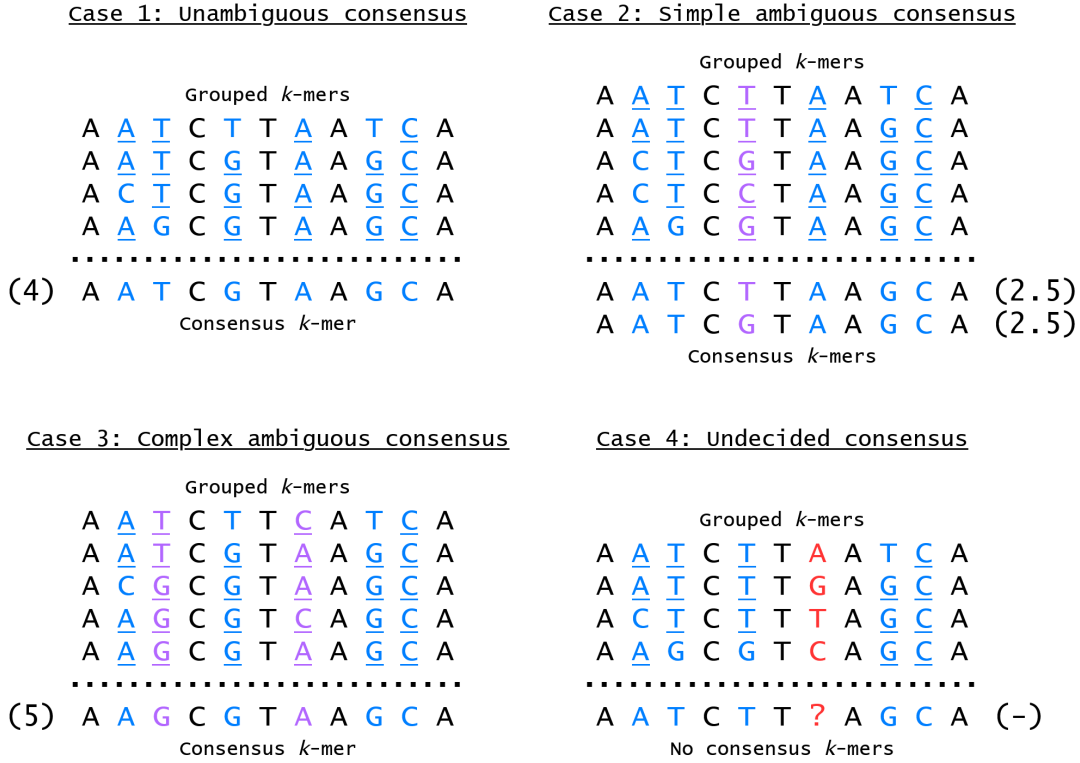 Case 1: Unambiguous consensus
Grouped k-mers
A A T C T T A A T C A
A A T C G T A A G C A
A C T C G T A A G C A
A A G C G T A A G C A
(4) A A T C G T A A G C A
Consensus k-mer
Case 2: Simple ambiguous consensus
Grouped k-mers
A A T C T T A A T C A
A A T C T T A A G C A
A C T C G T A A G C A
A C T C C T A A G C A
A A G C G T A A G C A
A A T C T T A A G C A (2.5)
A A T C G T A A G C A (2.5)
Consensus k-mers
Case 3: Complex ambiguous consensus
Grouped k-mers
A A T C T T C A T C A
A A T C G T A A G C A
A C G C G T A A G C A
A A G C G T C A G C A
A A G C G T A A G C A
(5) A A G C G T A A G C A
Consensus k-mer
Case 4: Undecided consensus
Grouped k-mers
A A T C T T A A T C A
A A T C T T G A G C A
A C T C T T T A G C A
A A G C G T C A G C A
A A T C T T ? A G C A (-)
No consensus k-mers